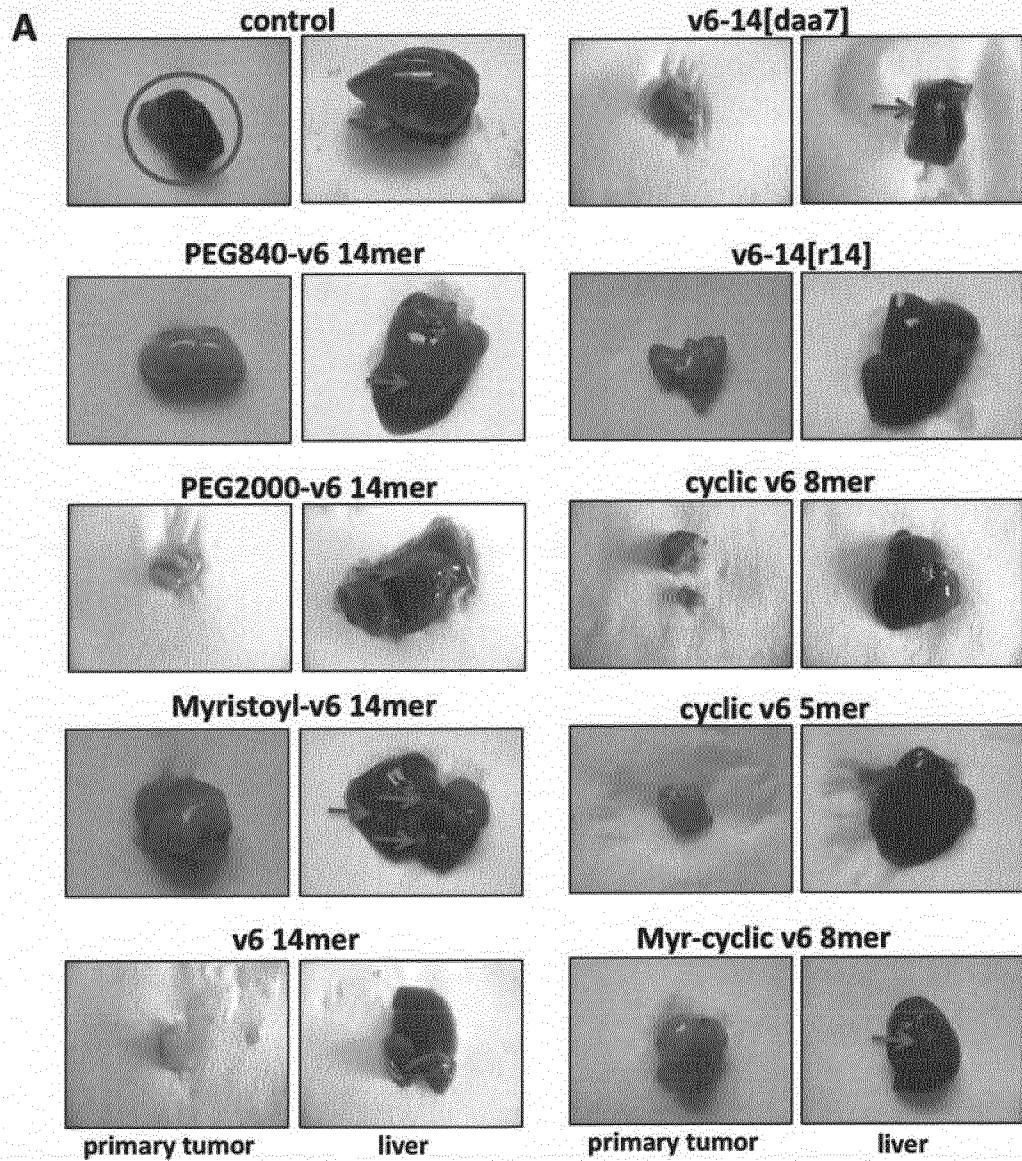 A
control
v6-14[daa7]
PEG840-v6 14mer
v6-14[r14]
PEG2000-v6 14mer
cyclic v6 8mer
Myristoyl-v6 14mer
cyclic v6 5mer
v6 14mer
Myr-cyclic v6 8mer
primary tumor
liver
primary tumor
liver